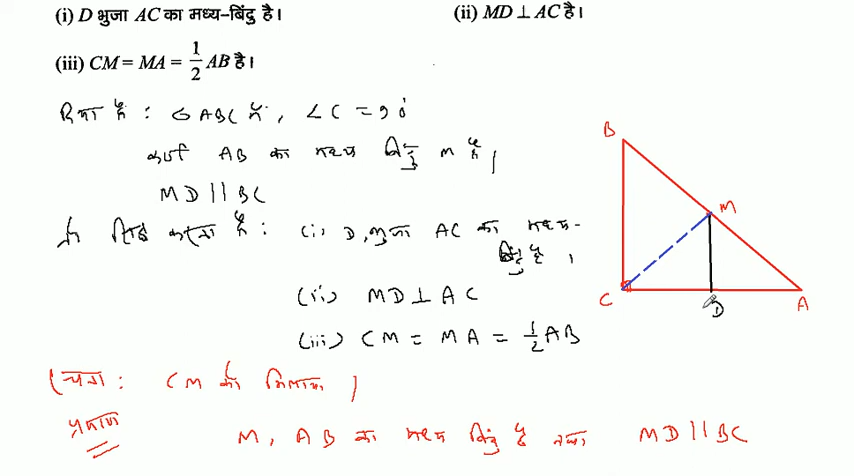 (i) D भुजा AC का मध्य-बिंदु है। (ii) MD ⊥ AC है।
(iii) CM = MA = 1/2 AB है।
दिया है : △ABC में, ∠C = 90°
कर्ण AB का मध्य बिंदु M है।
MD || BC
सिद्ध करना है : (i) D, भुजा AC का मध्य-
बिंदु है।
(ii) MD ⊥ AC
(iii) CM = MA = 1/2 AB
रचना : CM को मिलाया।
प्रमाण
M, AB का मध्य बिंदु है तथा MD || BC
B
M
C
D
A